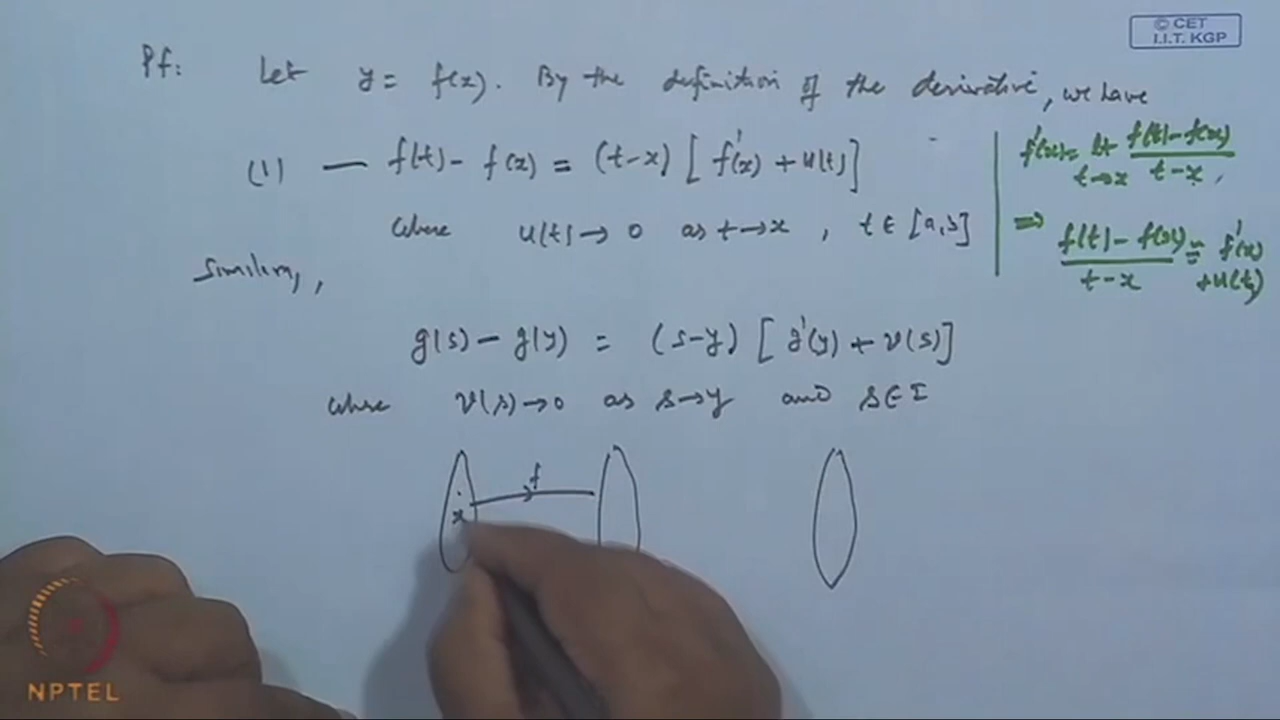 © CET
I.I.T. KGP
Pf: Let y = f(x). By the definition of the derivative, we have
(1) — f(t) - f(x) = (t-x) [ f'(x) + u(t) ]
where u(t) → 0 as t → x , t ∈ [a,b]
f'(x) = lt f(t) - f(x)
t→x t-x ,
⇒ f(t) - f(x) = f'(x)
t-x +u(t)
Similarly,
g(s) - g(y) = (s-y) [ g'(y) + v(s) ]
where v(s) → 0 as s → y and s ∈ I
f
x
NPTEL